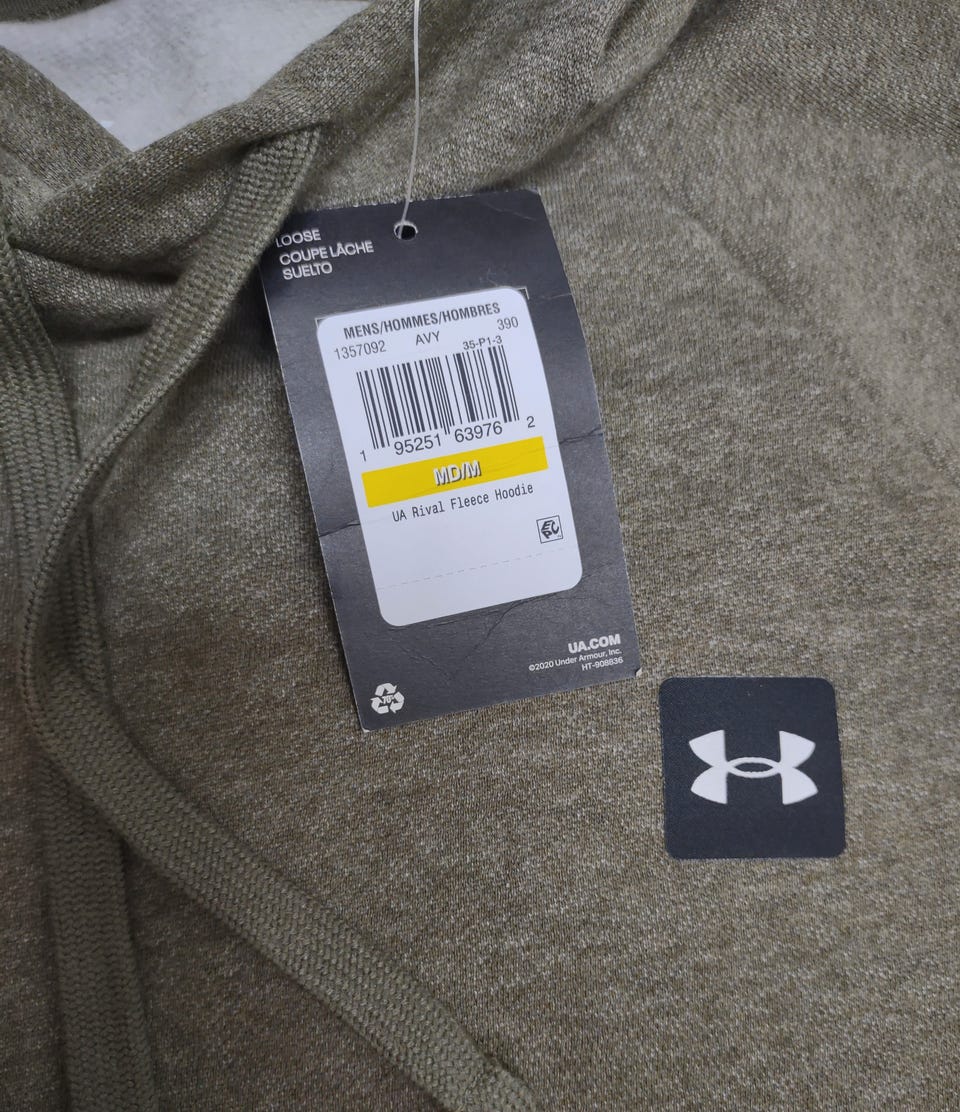 LOOSE
COUPE LÂCHE
SUELTO
MENS/HOMMES/HOMBRES
1357092 AVY 390
35-P1-3
1 95251 63976 2
MD/M
UA Rival Fleece Hoodie
EPC
UA.COM
©2020 Under Armour, Inc.
HT-908836